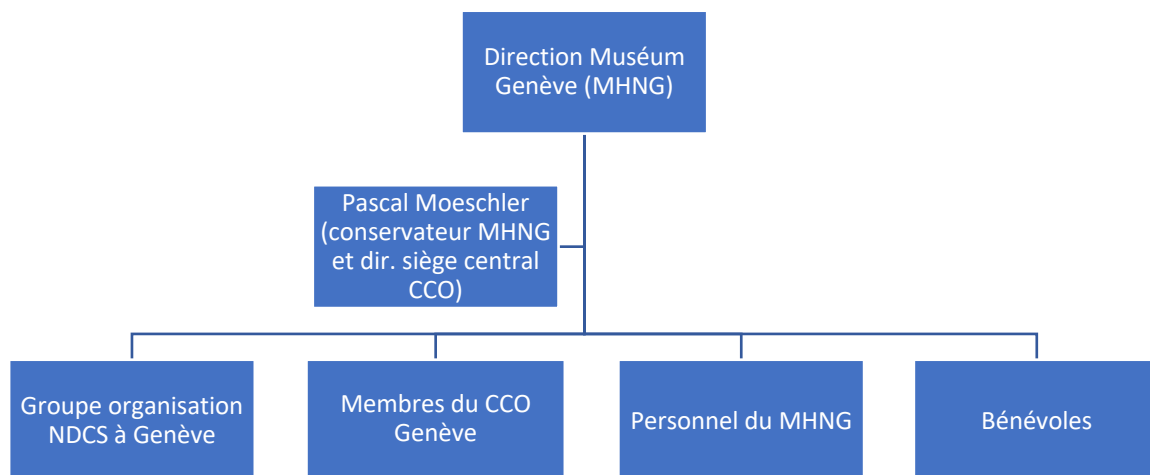 Direction Muséum
Genève (MHNG)
Pascal Moeschler
(conservateur MHNG
et dir. siège central
CCO)
Groupe organisation
NDCS à Genève
Membres du CCO
Genève
Personnel du MHNG
Bénévoles